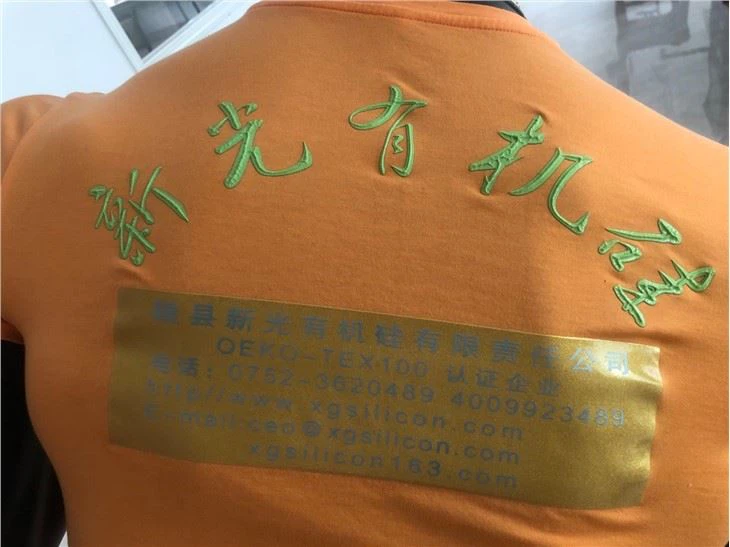 新光有机硅
县新光有机硅有限责任公司
OEKO-TEX100 认证企业
电话: 0752-3620489 4009923489
http//www.xgsilicon.com
E-mail:ceo@xgsilicon.com
xgsilicon163.com